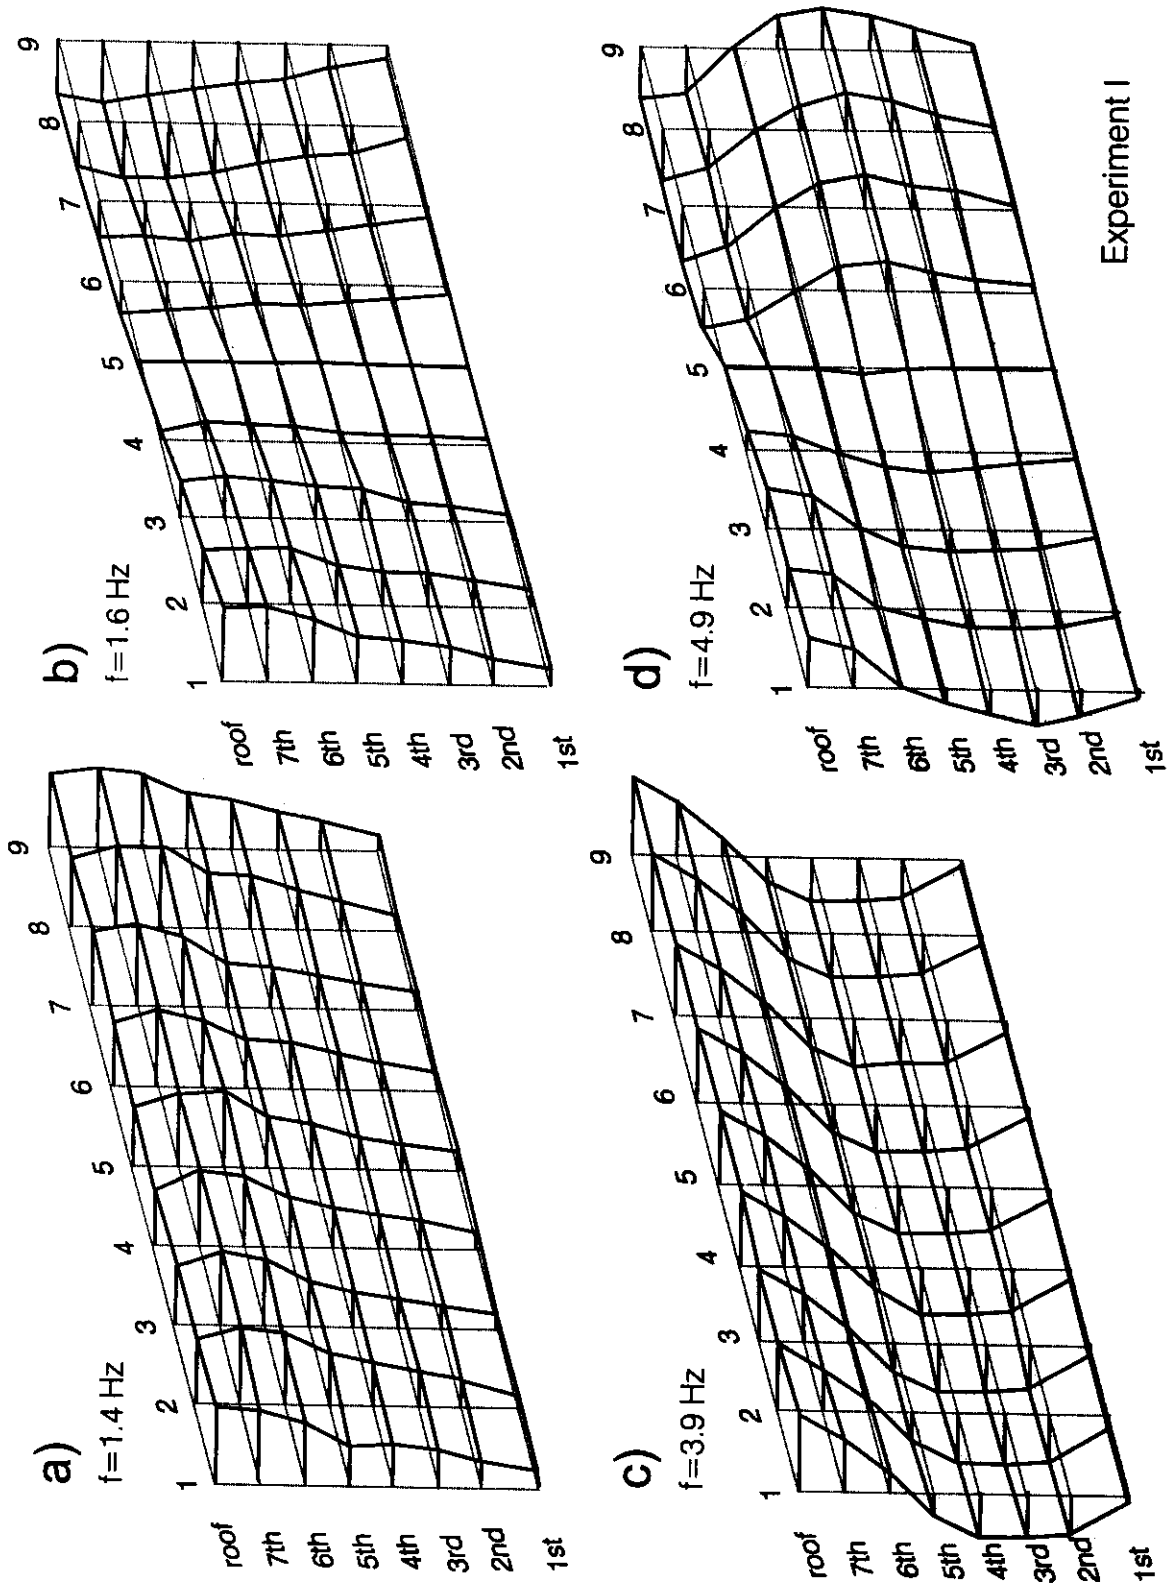 a)
f=1.4 Hz
1
2
3
4
5
6
7
8
9
roof
7th
6th
5th
4th
3rd
2nd
1st
b)
f=1.6 Hz
1
2
3
4
5
6
7
8
9
roof
7th
6th
5th
4th
3rd
2nd
1st
c)
f=3.9 Hz
1
2
3
4
5
6
7
8
9
roof
7th
6th
5th
4th
3rd
2nd
1st
d)
f=4.9 Hz
1
2
3
4
5
6
7
8
9
roof
7th
6th
5th
4th
3rd
2nd
1st
Experiment I